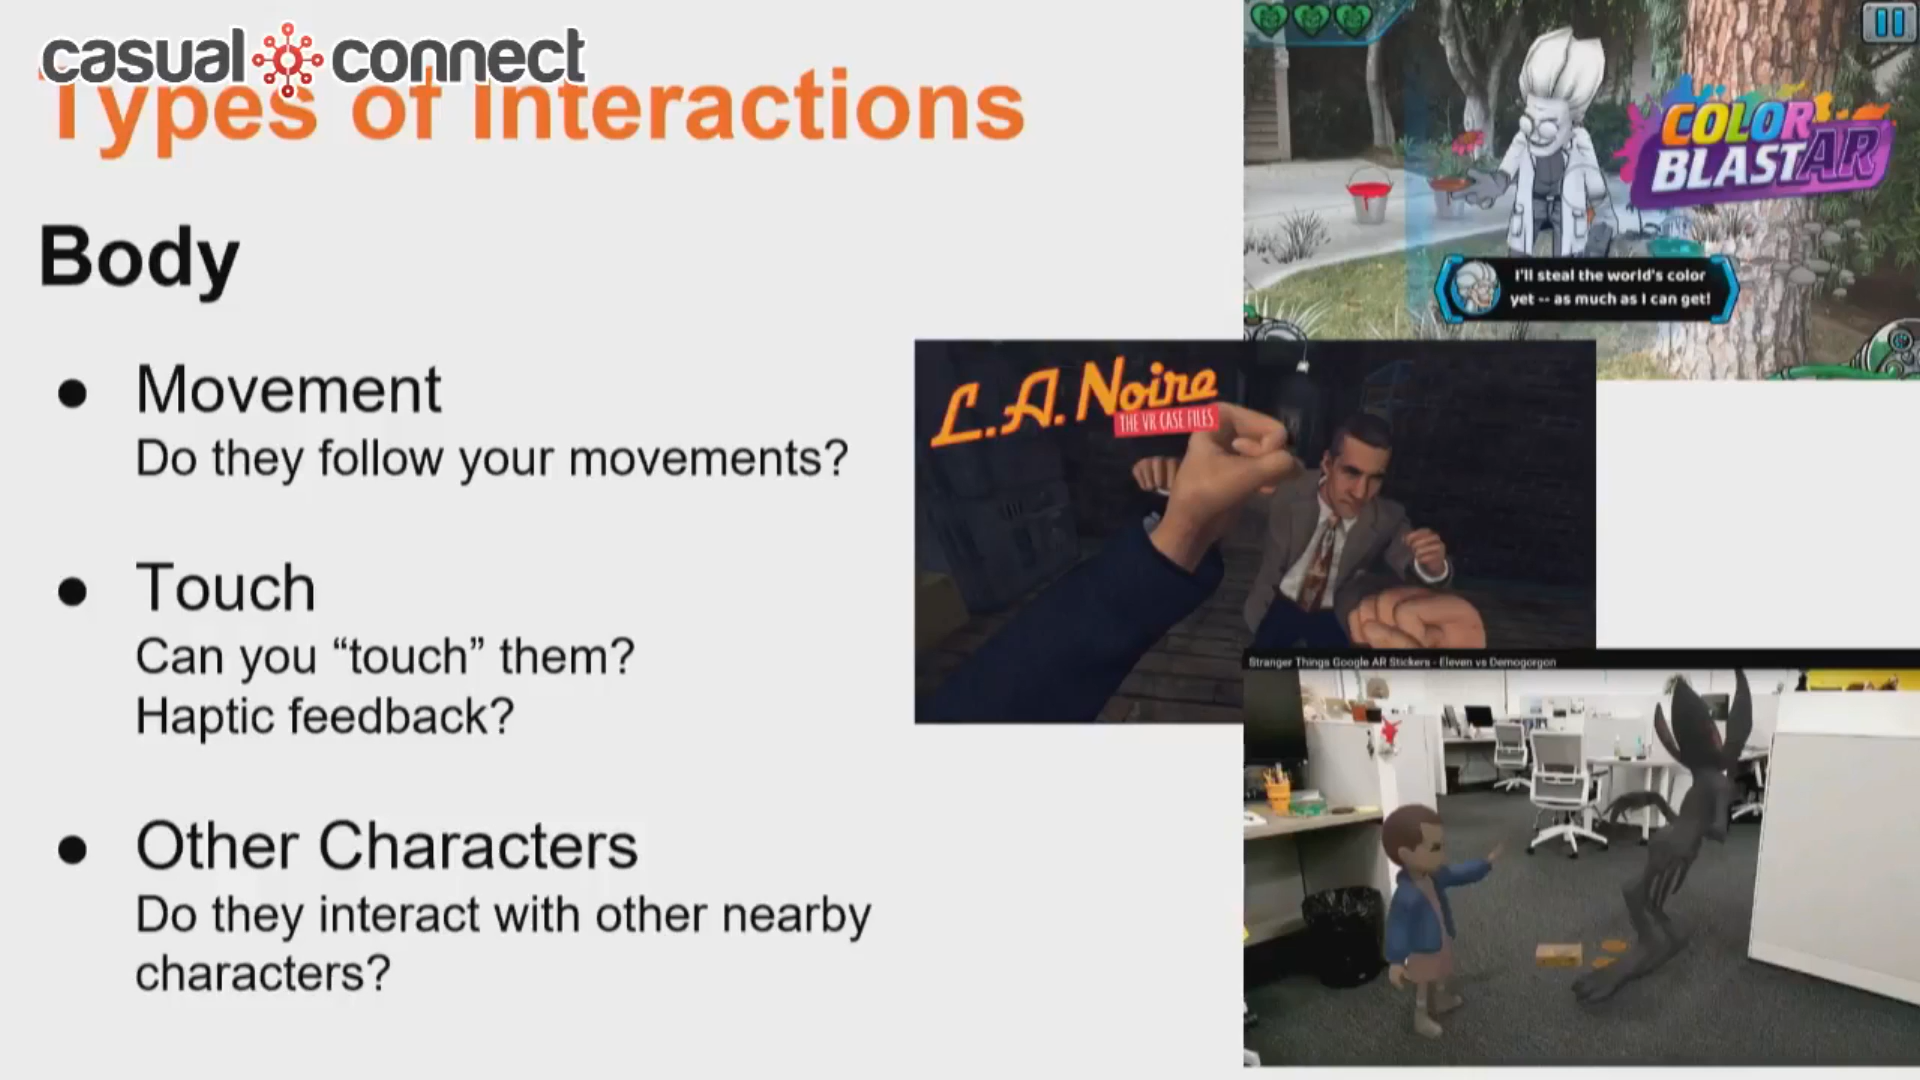 casual connect
Types of Interactions
Body
● Movement
Do they follow your movements?
● Touch
Can you “touch” them?
Haptic feedback?
● Other Characters
Do they interact with other nearby
characters?
COLOR
BLAST AR
I'll steal the world's color
yet -- as much as I can get!
L.A. Noire
THE VR CASE FILES
Stranger Things Google AR Stickers - Eleven vs Demogorgon